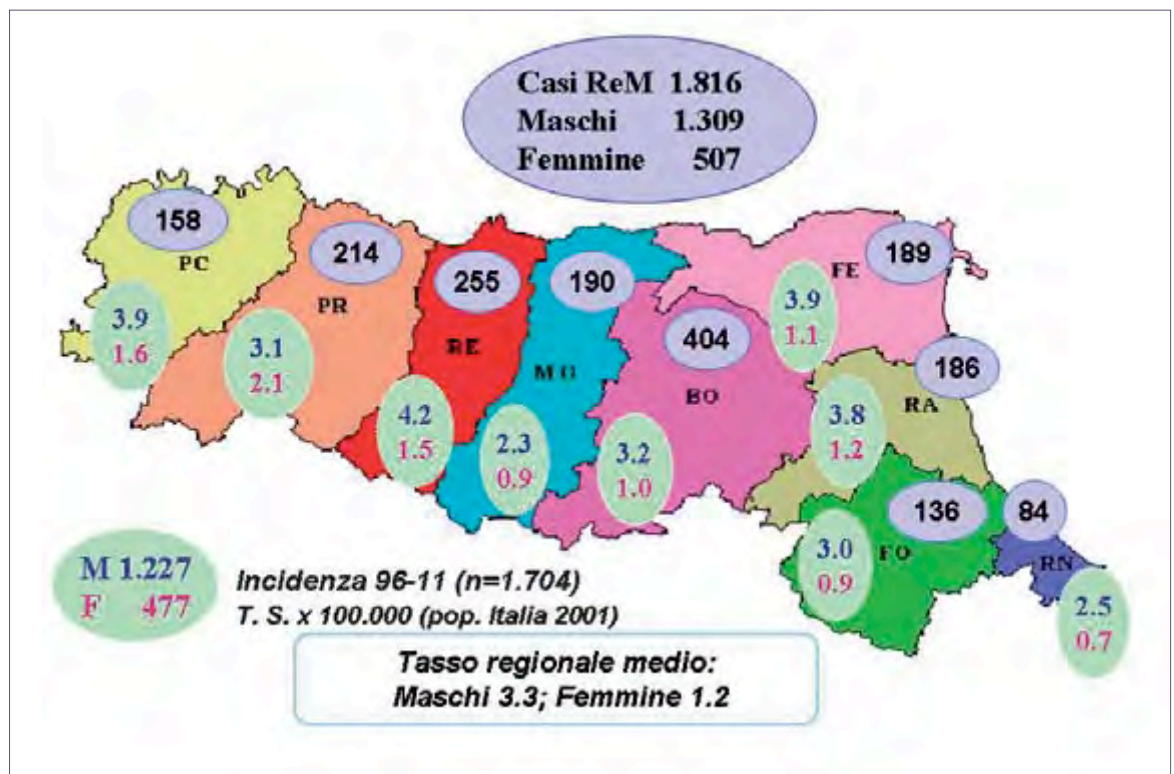 Casi ReM 1.816
Maschi 1.309
Femmine 507
158
PC
3.9
1.6
214
PR
3.1
2.1
255
RE
4.2
1.5
190
MO
2.3
0.9
404
BO
3.2
1.0
189
FE
3.9
1.1
186
RA
3.8
1.2
136
FO
3.0
0.9
84
RN
2.5
0.7
M 1.227
F 477
Incidenza 96-11 (n=1.704)
T. S. x 100.000 (pop. Italia 2001)
Tasso regionale medio:
Maschi 3.3; Femmine 1.2